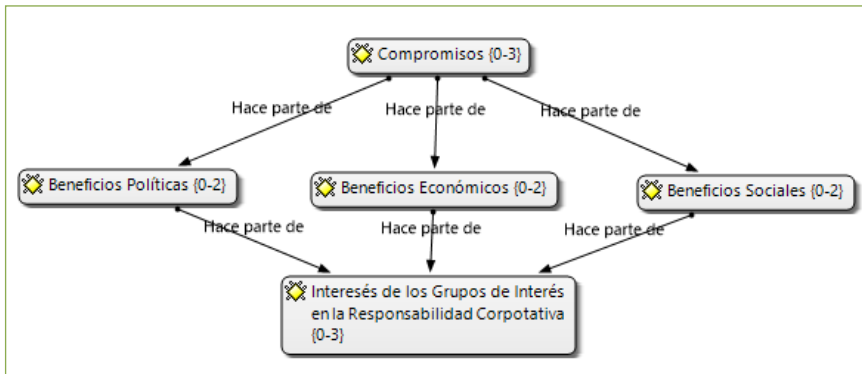 Compromisos {0-3}
Hace parte de
Hace parte de
Hace parte de
Beneficios Políticas {0-2}
Beneficios Económicos {0-2}
Beneficios Sociales {0-2}
Hace parte de
Hace parte de
Hace parte de
Interesés de los Grupos de Interés
en la Responsabilidad Corpotativa
{0-3}